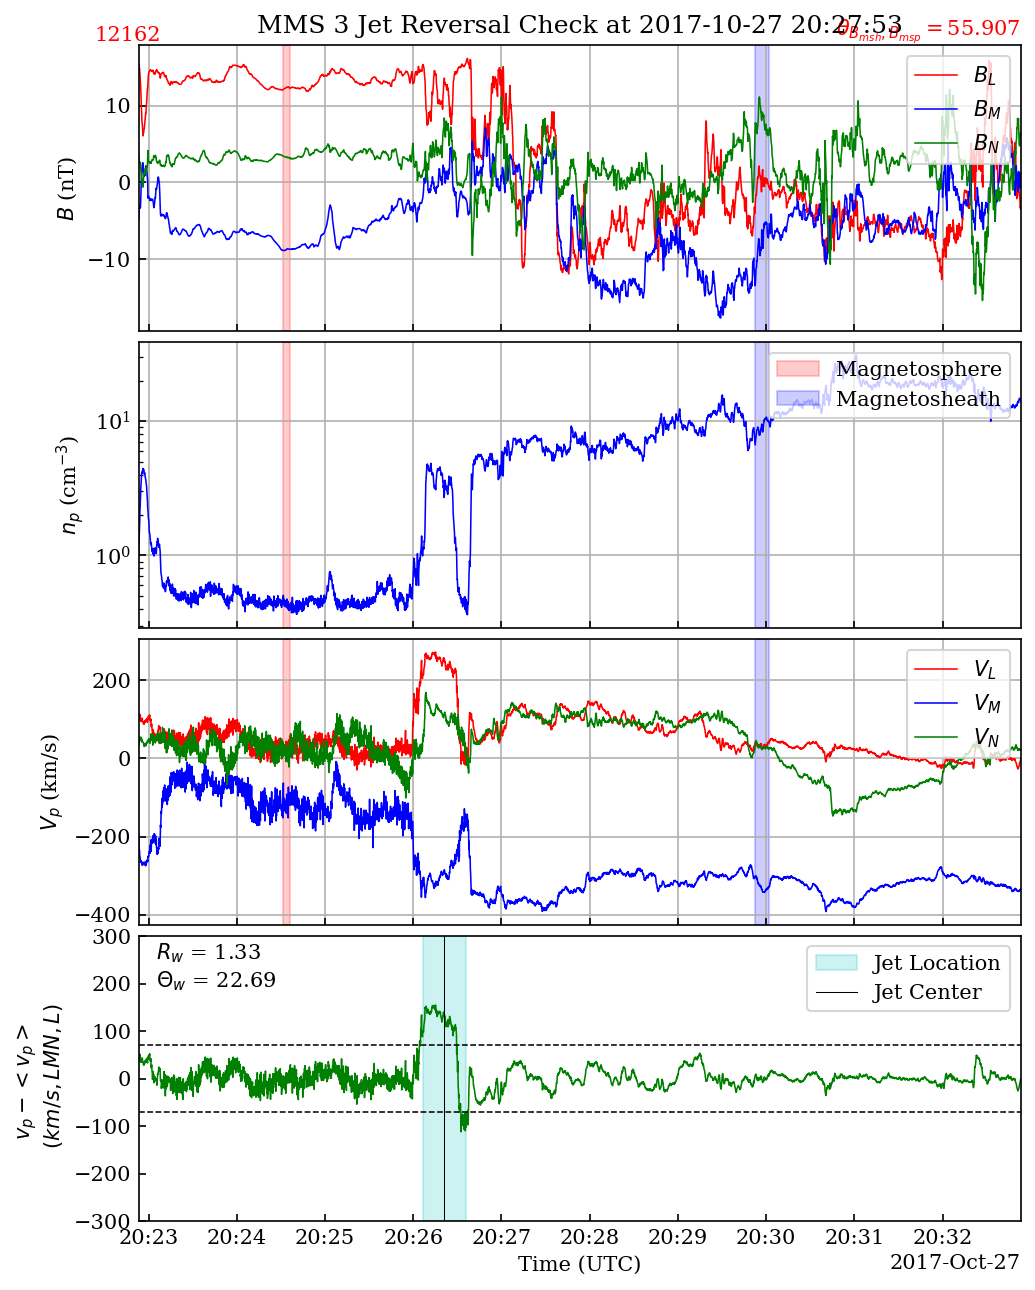 12162
MMS 3 Jet Reversal Check at 2017-10-27 20:27:53
θ_{B_{msh}, B_{msp}} = 55.907
B (nT)
10
0
−10
B_L
B_M
B_N
n_p (cm^{−3})
10^1
10^0
Magnetosphere
Magnetosheath
V_p (km/s)
200
0
−200
−400
V_L
V_M
V_N
v_p − < v_p >
(km/s, LMN, L)
300
200
100
0
−100
−200
−300
R_w = 1.33
Θ_w = 22.69
Jet Location
Jet Center
20:23 20:24 20:25 20:26 20:27 20:28 20:29 20:30 20:31 20:32
Time (UTC)
2017-Oct-27